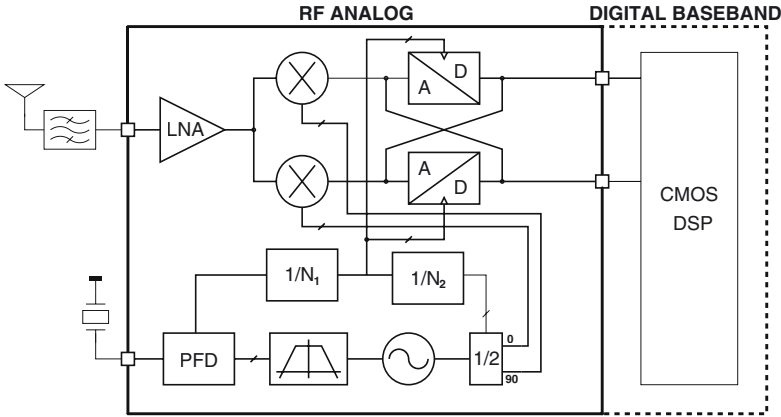 RF ANALOG
DIGITAL BASEBAND
LNA
A
D
A
D
CMOS
DSP
1/N₁
1/N₂
PFD
1/2
0
90